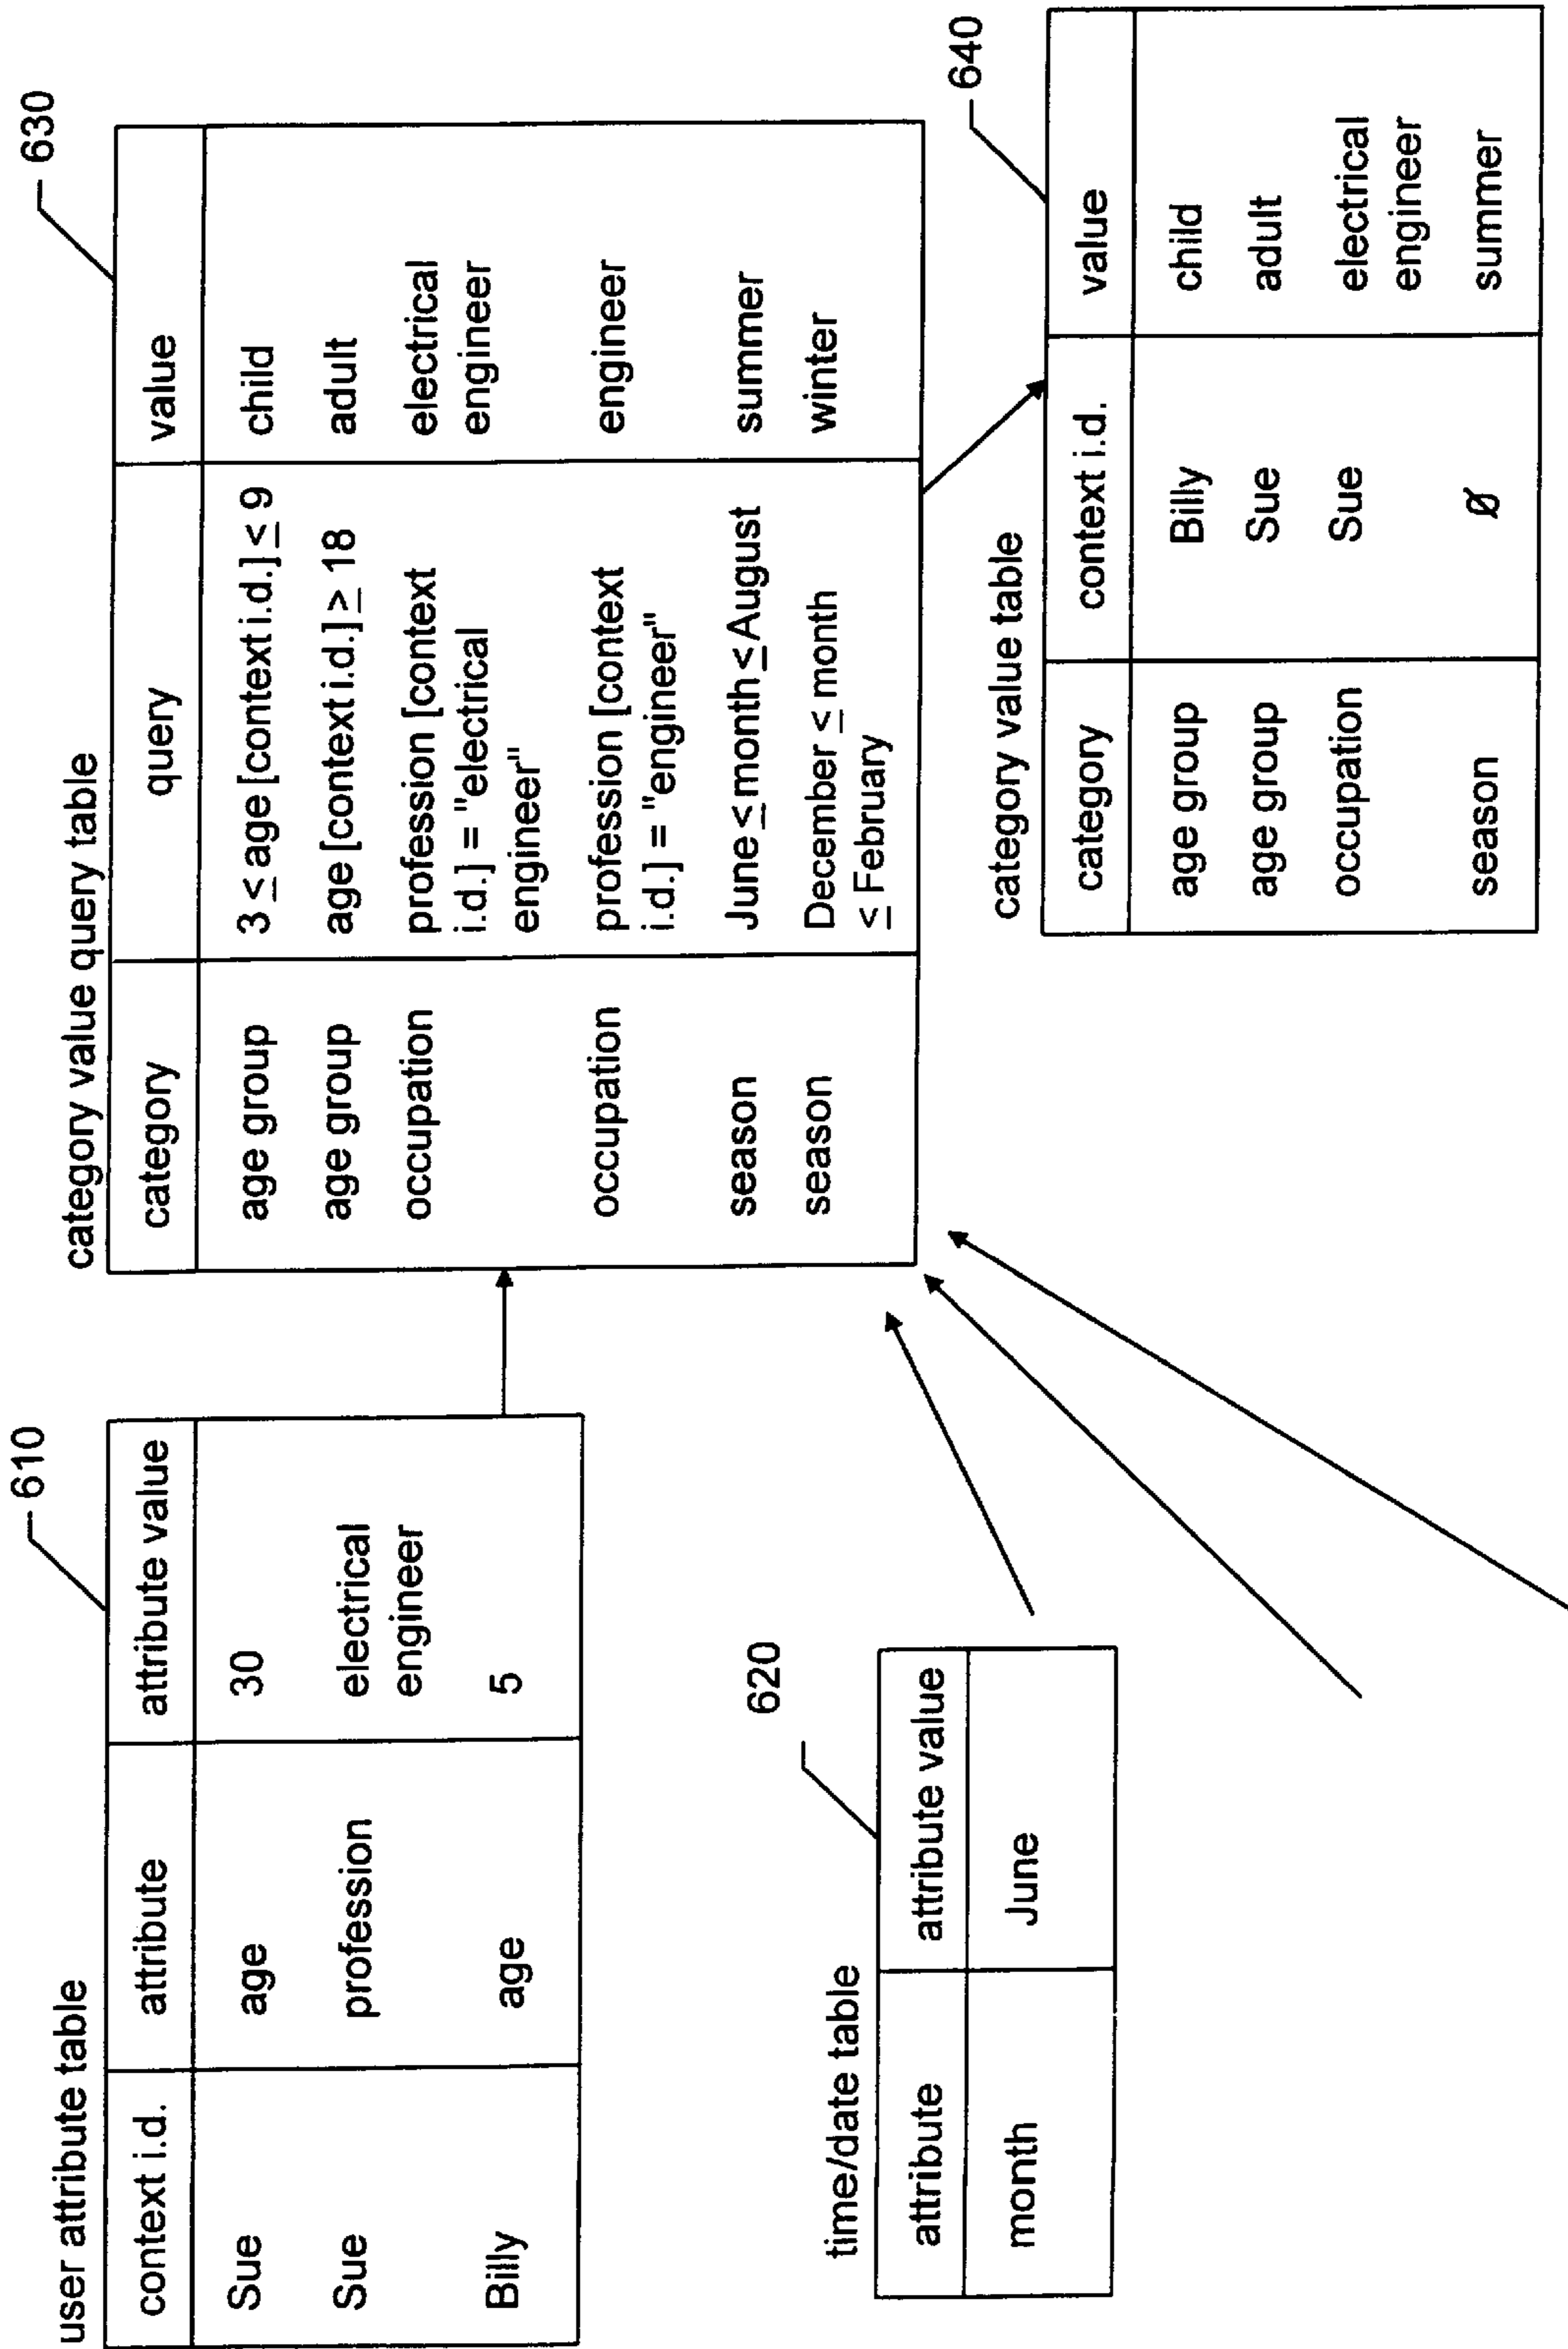 user attribute table
610
context i.d. attribute attribute value
Sue age 30
Sue profession electrical
engineer
Billy age 5
time/date table
620
attribute attribute value
month June
category value query table
630
category query value
age group 3 ≤ age [context i.d.] ≤ 9 child
age group age [context i.d.] ≥ 18 adult
occupation profession [context electrical
i.d.] = "electrical engineer
engineer"
occupation profession [context engineer
i.d.] = "engineer"
season June ≤ month ≤ August summer
season December ≤ month winter
≤ February
category value table
640
category context i.d. value
age group Billy child
age group Sue adult
occupation Sue electrical
engineer
season Ø summer